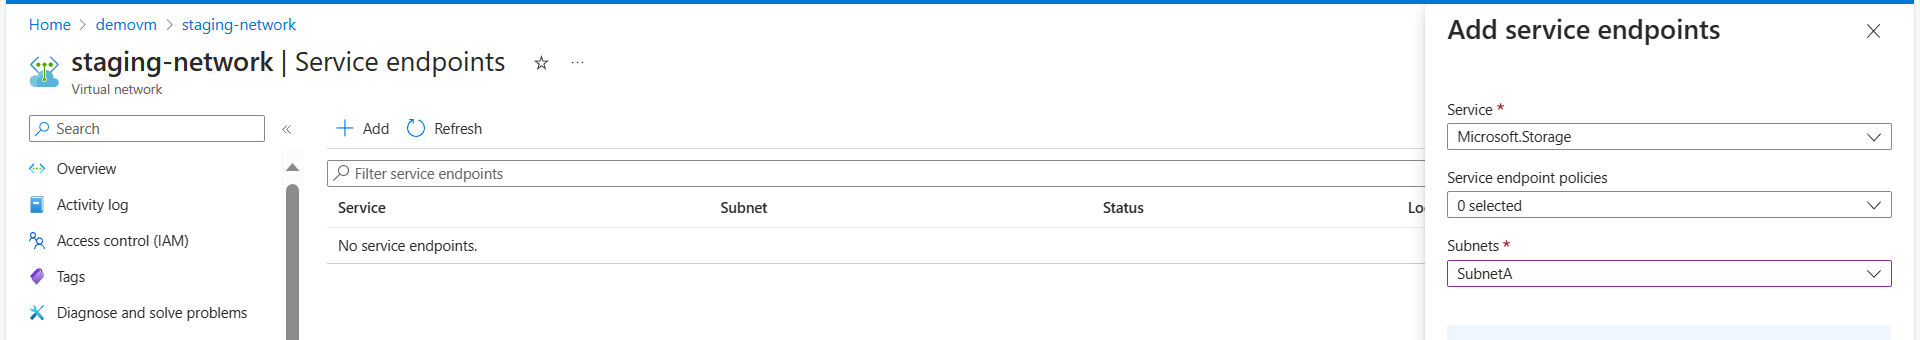 Home > demovm > staging-network
staging-network | Service endpoints
Virtual network
Search
Overview
Activity log
Access control (IAM)
Tags
Diagnose and solve problems
Add Refresh
Filter service endpoints
Service Subnet Status
No service endpoints.
Add service endpoints
Service *
Microsoft.Storage
Service endpoint policies
0 selected
Subnets *
SubnetA